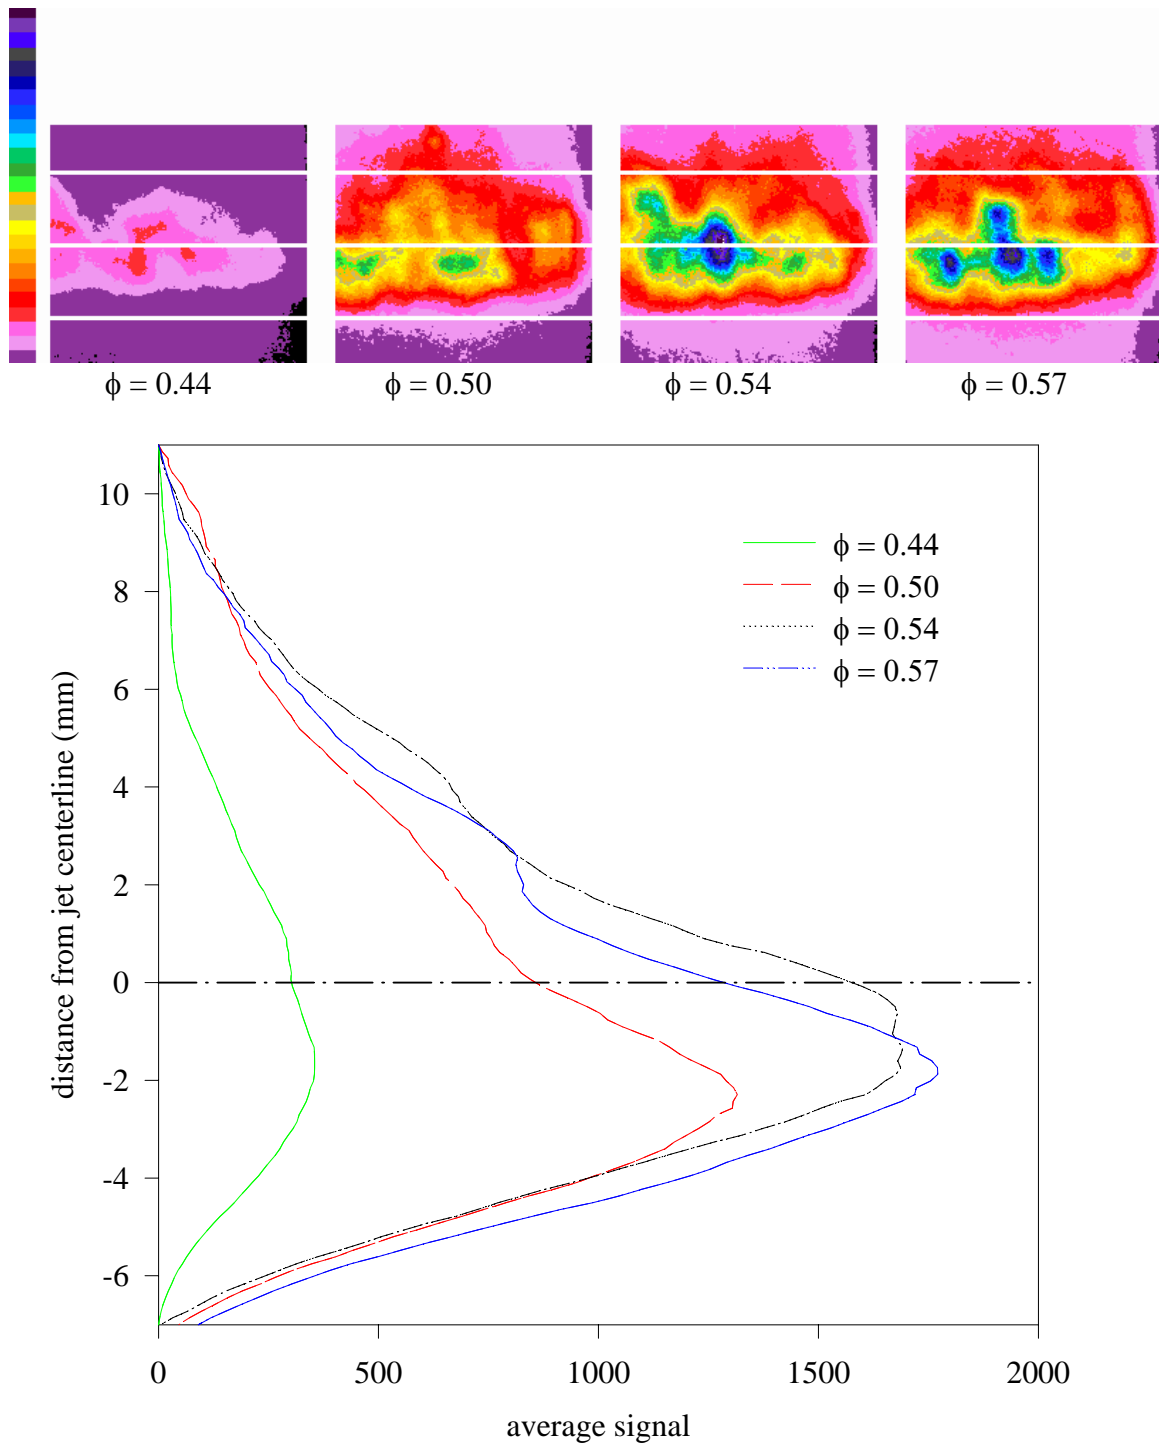 ϕ = 0.44
ϕ = 0.50
ϕ = 0.54
ϕ = 0.57
10
8
6
4
2
0
-2
-4
-6
distance from jet centerline (mm)
ϕ = 0.44
ϕ = 0.50
ϕ = 0.54
ϕ = 0.57
0
500
1000
1500
2000
average signal